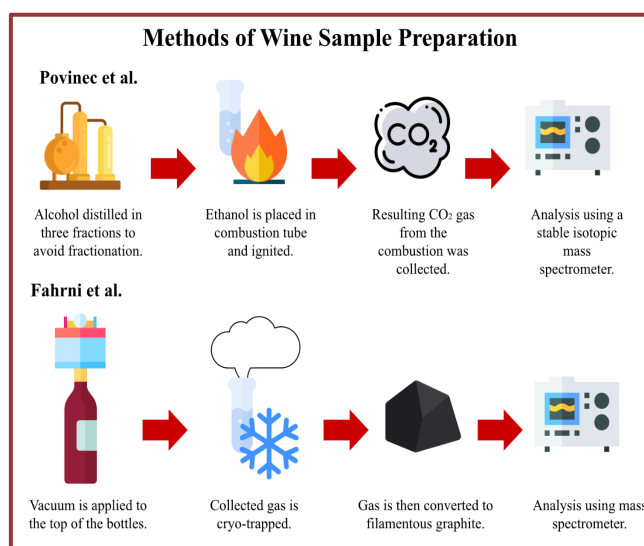 Methods of Wine Sample Preparation
Povinec et al.
Alcohol distilled in
three fractions to
avoid fractionation.
Ethanol is placed in
combustion tube
and ignited.
CO₂
Resulting CO₂ gas
from the
combustion was
collected.
Analysis using a
stable isotopic
mass
spectrometer.
Fahrni et al.
Vacuum is applied to
the top of the bottles.
Collected gas is
cryo-trapped.
Gas is then converted to
filamentous graphite.
Analysis using mass
spectrometer.